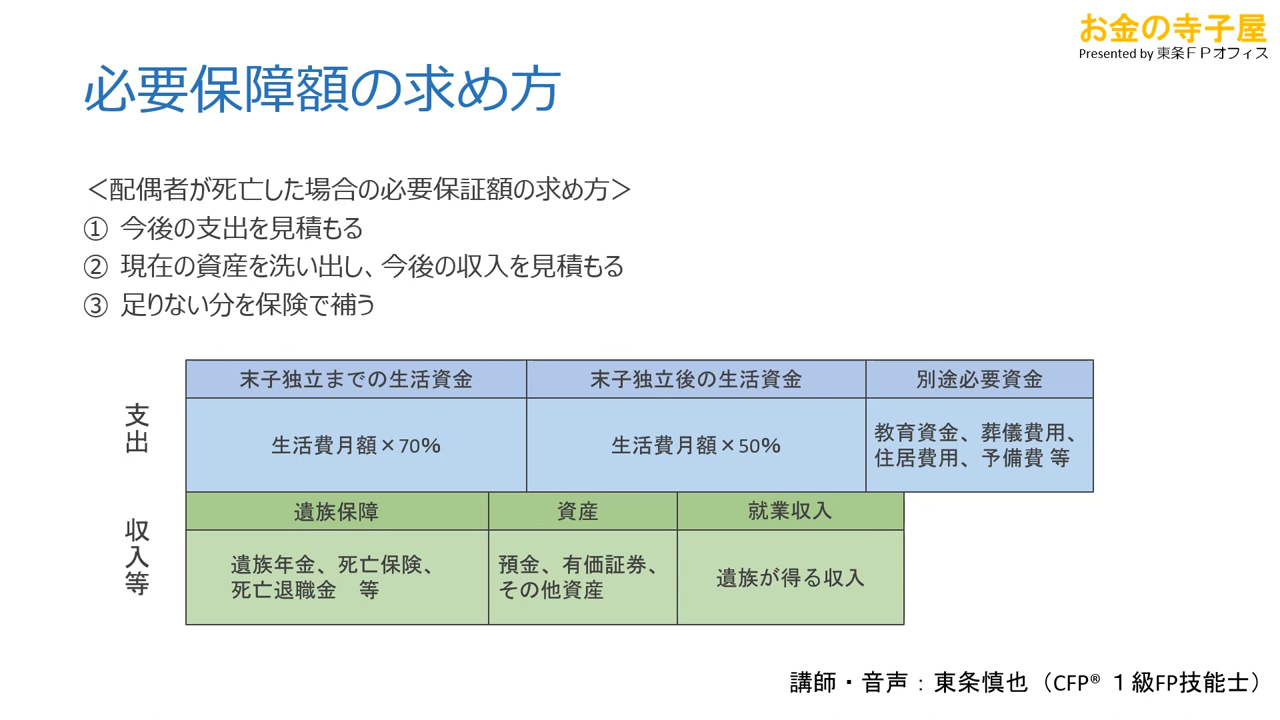 お金の寺子屋
Presented by 東条ＦＰオフィス
必要保障額の求め方
＜配偶者が死亡した場合の必要保証額の求め方＞
① 今後の支出を見積もる
② 現在の資産を洗い出し、今後の収入を見積もる
③ 足りない分を保険で補う
支出
末子独立までの生活資金
末子独立後の生活資金
別途必要資金
生活費月額×70％
生活費月額×50％
教育資金、葬儀費用、
住居費用、予備費 等
収入等
遺族保障
資産
就業収入
遺族年金、死亡保険、
死亡退職金　等
預金、有価証券、
その他資産
遺族が得る収入
講師・音声：東条慎也（CFP® １級FP技能士）